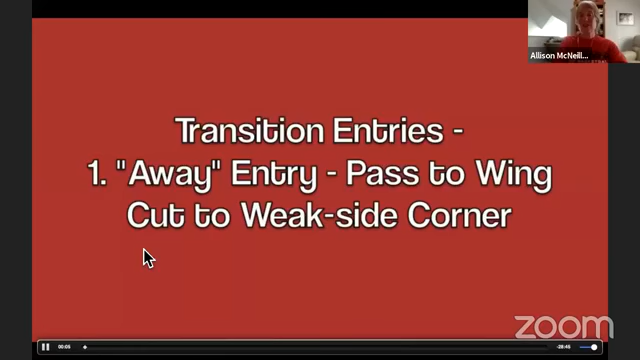 Allison McNeill...
Transition Entries -
1. "Away" Entry - Pass to Wing
Cut to Weak-side Corner
zoom
00:05
-28:45